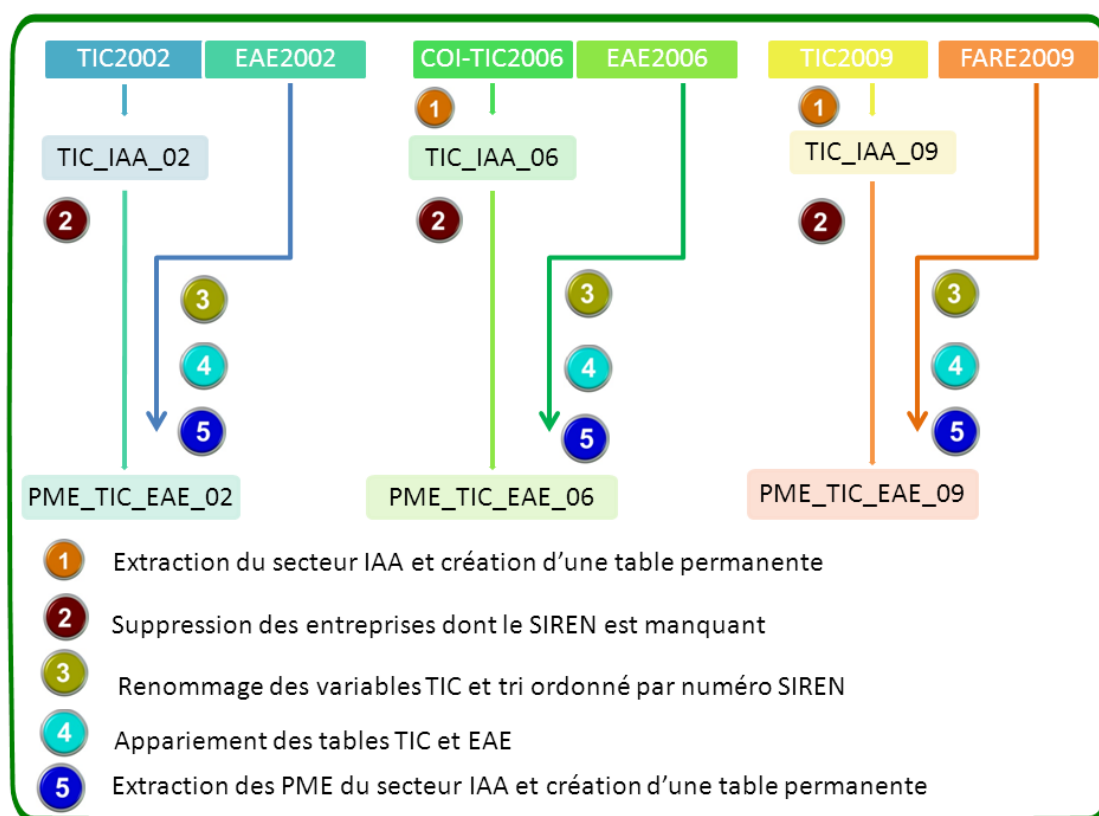 TIC2002 EAE2002 COI-TIC2006 EAE2006 TIC2009 FARE2009
1 1
TIC_IAA_02 TIC_IAA_06 TIC_IAA_09
2 2 2
3 3 3
4 4 4
5 5 5
PME_TIC_EAE_02 PME_TIC_EAE_06 PME_TIC_EAE_09
1 Extraction du secteur IAA et création d’une table permanente
2 Suppression des entreprises dont le SIREN est manquant
3 Renommage des variables TIC et tri ordonné par numéro SIREN
4 Appariement des tables TIC et EAE
5 Extraction des PME du secteur IAA et création d’une table permanente